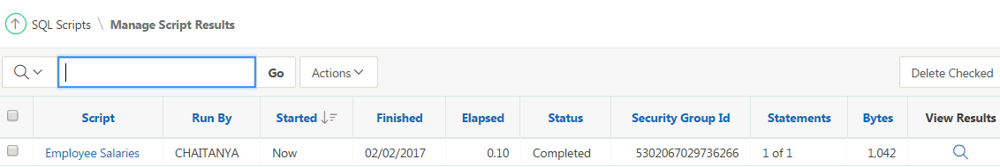 SQL Scripts \ Manage Script Results
Go Actions Delete Checked
Script Run By Started Finished Elapsed Status Security Group Id Statements Bytes View Results
Employee Salaries CHAITANYA Now 02/02/2017 0.10 Completed 5302067029736266 1 of 1 1,042